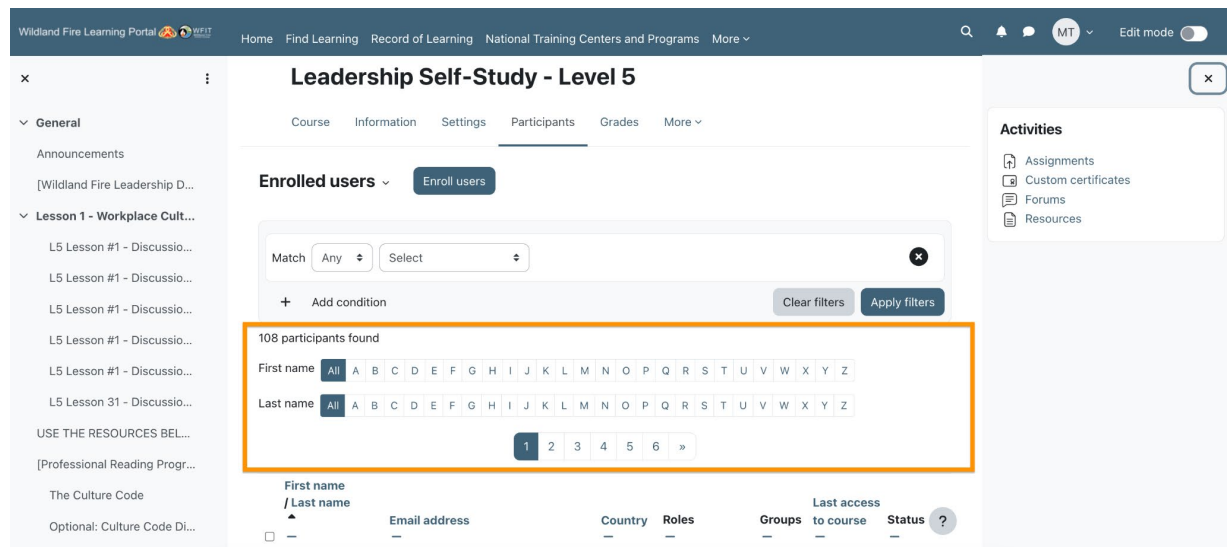 Wildland Fire Learning Portal WFIT
Home Find Learning Record of Learning National Training Centers and Programs More
MT Edit mode
General
Announcements
[Wildland Fire Leadership D...
Lesson 1 - Workplace Cult...
L5 Lesson #1 - Discussio...
L5 Lesson #1 - Discussio...
L5 Lesson #1 - Discussio...
L5 Lesson #1 - Discussio...
L5 Lesson #1 - Discussio...
L5 Lesson 31 - Discussio...
USE THE RESOURCES BEL...
[Professional Reading Progr...
The Culture Code
Optional: Culture Code Di...
Leadership Self-Study - Level 5
Course Information Settings Participants Grades More
Enrolled users Enroll users
Match Any Select
+ Add condition Clear filters Apply filters
108 participants found
First name All A B C D E F G H I J K L M N O P Q R S T U V W X Y Z
Last name All A B C D E F G H I J K L M N O P Q R S T U V W X Y Z
1 2 3 4 5 6 »
First name / Last name Email address Country Roles Groups Last access to course Status ?
Activities
Assignments
Custom certificates
Forums
Resources